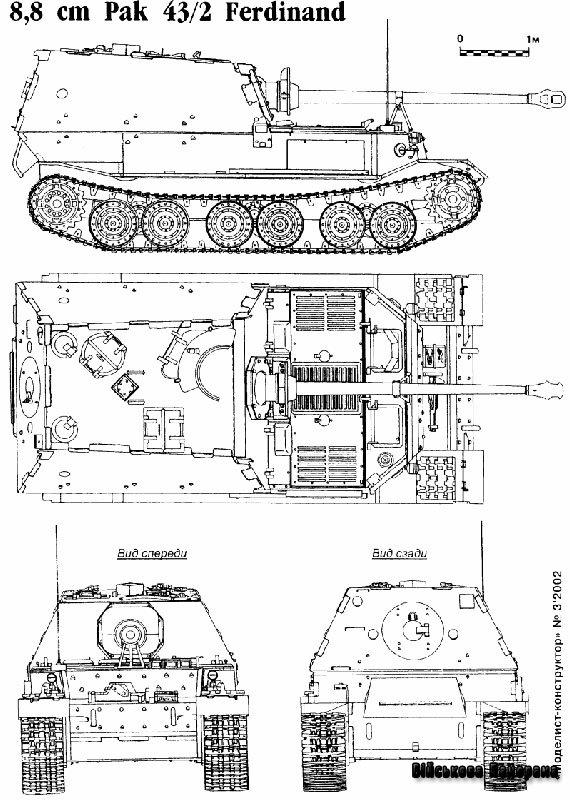 8,8 cm Pak 43/2 Ferdinand
0 1м
Вид спереди
Вид сзади
моделист-конструктор» № 3'2002
Військова